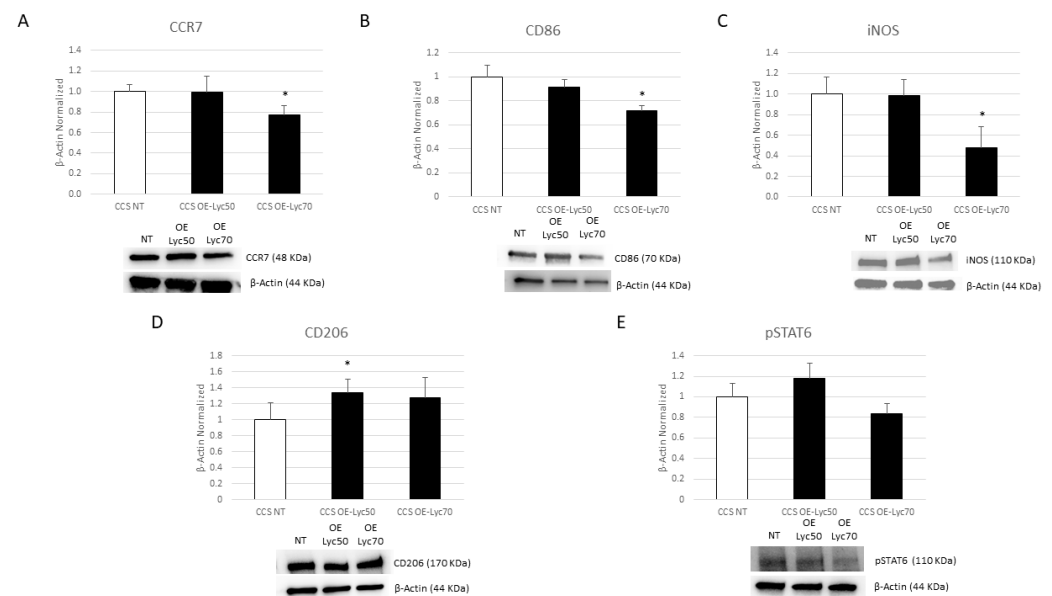 A
CCR7
β-Actin Normalized
1.4
1.2
1.0
0.8
0.6
0.4
0.2
0.0
*
CCS NT CCS OE-Lyc50 CCS OE-Lyc70
NT OE Lyc50 OE Lyc70
CCR7 (48 KDa)
β-Actin (44 KDa)
B
CD86
β-Actin Normalized
1.2
1
0.8
0.6
0.4
0.2
0
*
CCS NT CCS OE-Lyc50 CCS OE-Lyc70
NT OE Lyc50 OE Lyc70
CD86 (70 KDa)
β-Actin (44 KDa)
C
iNOS
β-Actin Normalized
1.4
1.2
1.0
0.8
0.6
0.4
0.2
0.0
*
CCS NT CCS OE-Lyc50 CCS OE-Lyc70
NT OE Lyc50 OE Lyc70
iNOS (110 KDa)
β-Actin (44 KDa)
D
CD206
β-Actin Normalized
1.8
1.6
1.4
1.2
1
0.8
0.6
0.4
0.2
0
*
CCS NT CCS OE-Lyc50 CCS OE-Lyc70
NT OE Lyc50 OE Lyc70
CD206 (170 KDa)
β-Actin (44 KDa)
E
pSTAT6
β-Actin Normalized
1.4
1.2
1
0.8
0.6
0.4
0.2
0
CCS NT CCS OE-Lyc50 CCS OE-Lyc70
NT OE Lyc50 OE Lyc70
pSTAT6 (110 KDa)
β-Actin (44 KDa)